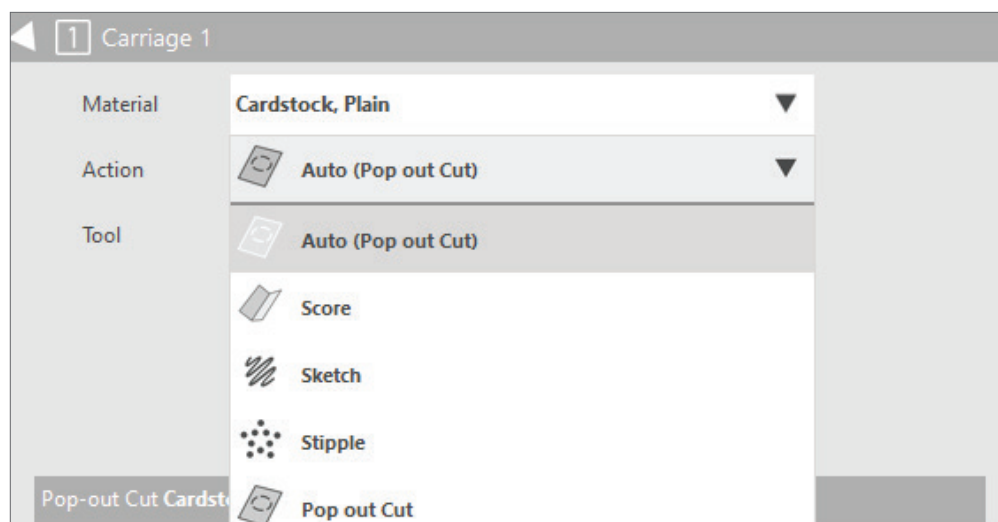 1 Carriage 1
Material Cardstock, Plain
Action Auto (Pop out Cut)
Tool Auto (Pop out Cut)
Score
Sketch
Stipple
Pop-out Cut Pop out Cut